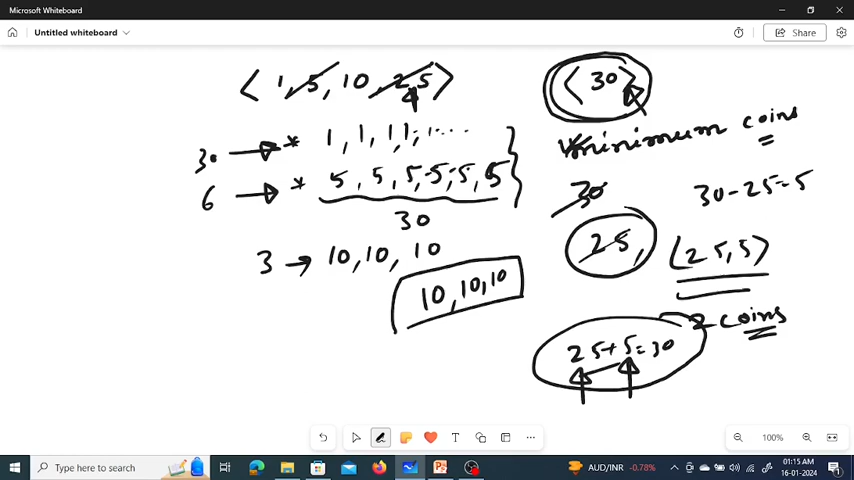 Microsoft Whiteboard
Untitled whiteboard
Share
< 1, 5, 10, 25 >
< 30 >
30 → * 1, 1, 1, 1, ....
minimum coins
6 → * 5, 5, 5, 5, 5, 5
30
30
30-25=5
3 → 10, 10, 10
25,
(25,5)
10, 10, 10
2 coins
25+5=30
100%
Type here to search
AUD/INR -0.78%
01:15 AM
16-01-2024
1